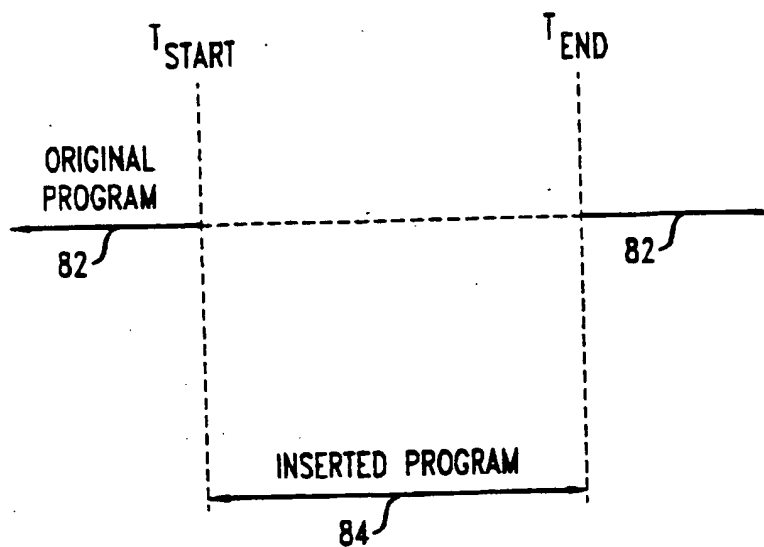 T START
T END
ORIGINAL
PROGRAM
82
82
INSERTED PROGRAM
84